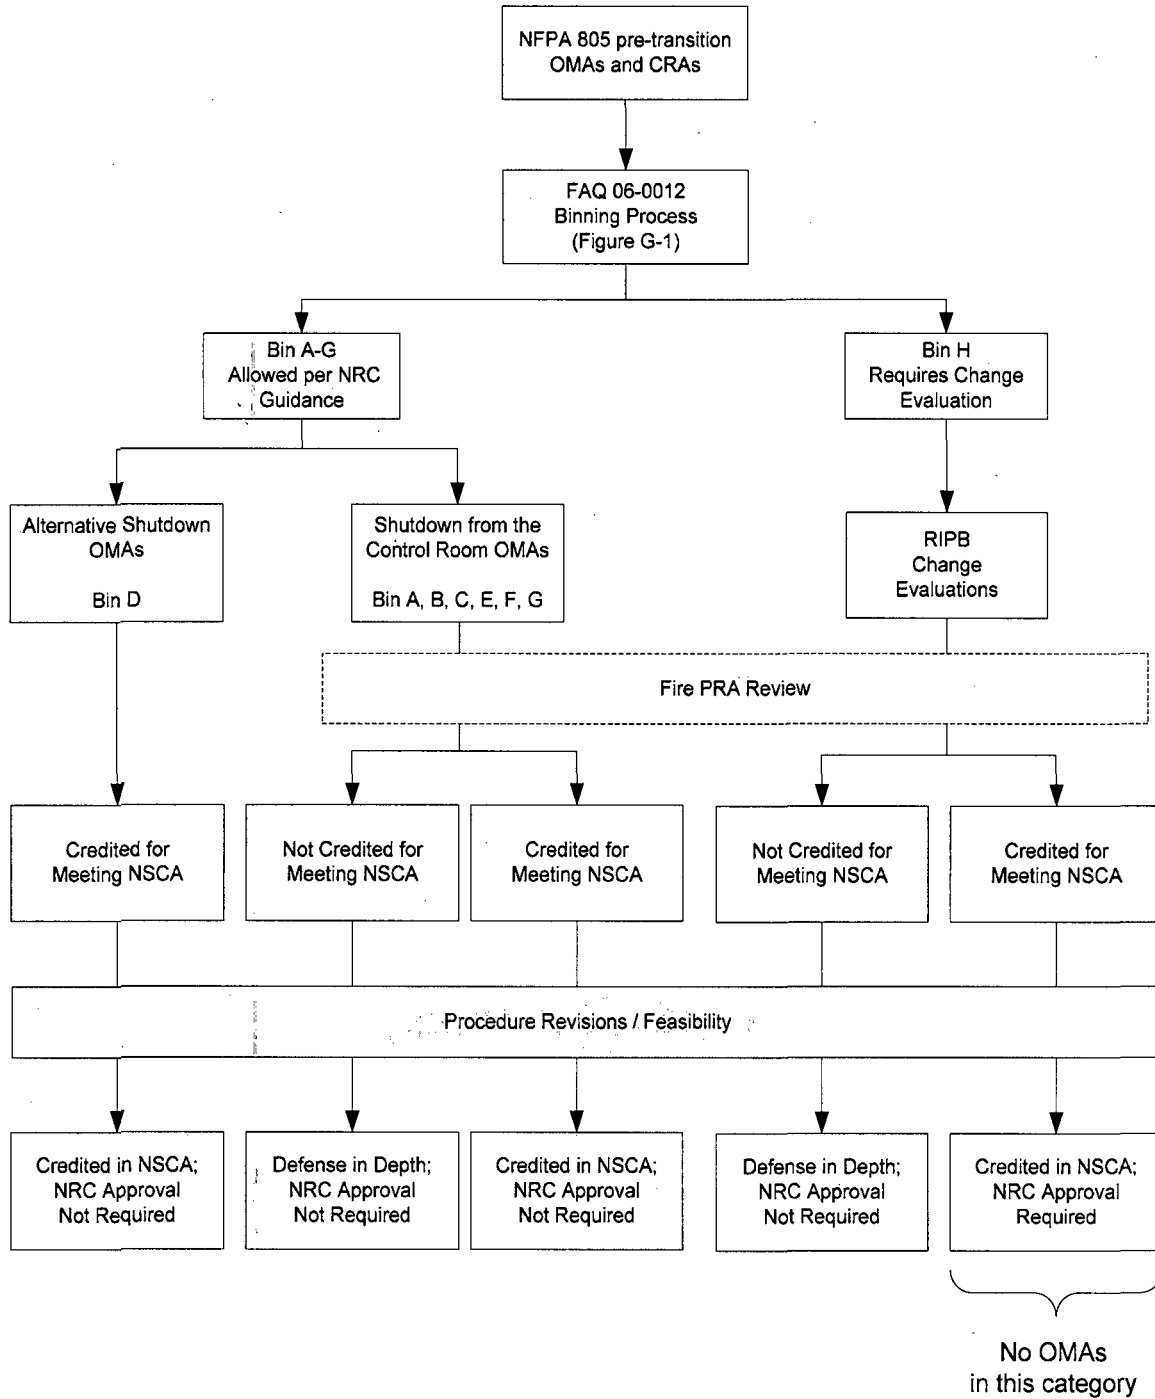 NFPA 805 pre-transition
OMAs and CRAs
FAQ 06-0012
Binning Process
(Figure G-1)
Bin A-G
Allowed per NRC
Guidance
Bin H
Requires Change
Evaluation
Alternative Shutdown
OMAs
Bin D
Shutdown from the
Control Room OMAs
Bin A, B, C, E, F, G
RIPB
Change
Evaluations
Fire PRA Review
Credited for
Meeting NSCA
Not Credited for
Meeting NSCA
Credited for
Meeting NSCA
Not Credited for
Meeting NSCA
Credited for
Meeting NSCA
Procedure Revisions / Feasibility
Credited in NSCA;
NRC Approval
Not Required
Defense in Depth;
NRC Approval
Not Required
Credited in NSCA;
NRC Approval
Not Required
Defense in Depth;
NRC Approval
Not Required
Credited in NSCA;
NRC Approval
Required
No OMAs
in this category